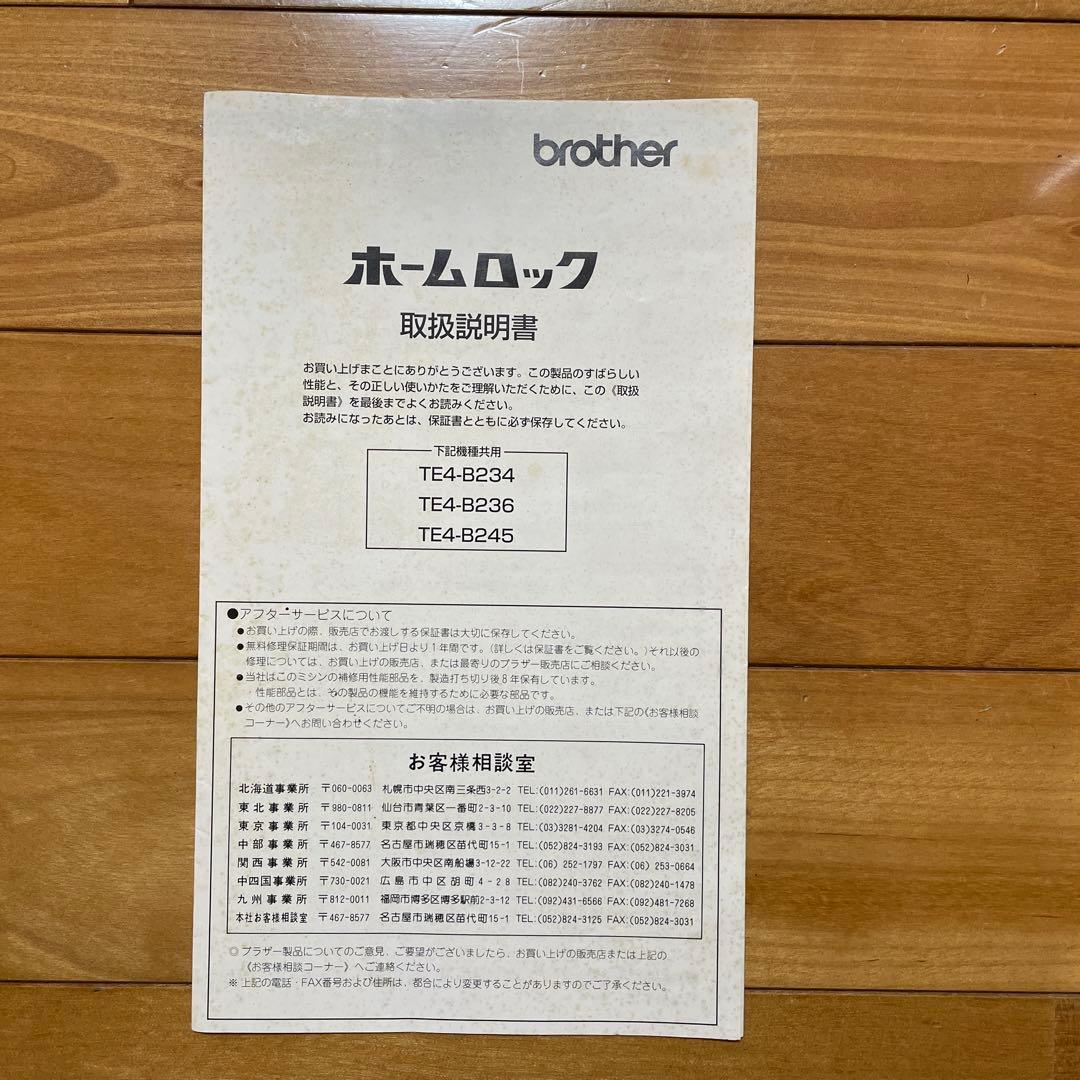 brother
ホームロック
取扱説明書
お買い上げまことにありがとうございます。この製品のすばらしい
性能と、その正しい使いかたをご理解いただくために、この《取扱
説明書》を最後までよくお読みください。
お読みになったあとは、保証書とともに必ず保存してください。
下記機種共用
TE4-B234
TE4-B236
TE4-B245
●アフターサービスについて
●お買い上げの際、販売店でお渡しする保証書は大切に保存してください。
●無料修理保証期間は、お買い上げ日より1年間です。(詳しくは保証書をご覧ください。)それ以後の
修理については、お買い上げの販売店、または最寄りのブラザー販売店にご相談ください。
●当社はこのミシンの補修用性能部品を、製造打ち切り後8年保有しています。
・性能部品とは、その製品の機能を維持するために必要な部品です。
●その他のアフターサービスについてご不明の場合は、お買い上げの販売店、または下記の《お客様相談
コーナー》へお問い合わせください。
お客様相談室
北海道事業所 〒060-0063 札幌市中央区南三条西3-2-2 TEL:(011)261-6631 FAX:(011)221-3974
東北事業所 〒980-0811 仙台市青葉区一番町2-3-10 TEL:(022)227-8877 FAX:(022)227-8205
東京事業所 〒104-0031 東京都中央区京橋3-3-8 TEL:(03)3281-4204 FAX:(03)3274-0546
中部事業所 〒467-8577 名古屋市瑞穂区苗代町15-1 TEL:(052)824-3193 FAX:(052)824-3031
関西事業所 〒542-0081 大阪市中央区南船場3-12-22 TEL:(06) 252-1797 FAX:(06) 253-0664
中四国事業所 〒730-0021 広島市中区胡町4-28 TEL:(082)240-3762 FAX:(082)240-1478
九州事業所 〒812-0011 福岡市博多区博多駅前2-3-12 TEL:(092)431-6566 FAX:(092)481-7268
本社お客様相談室 〒467-8577 名古屋市瑞穂区苗代町15-1 TEL:(052)824-3125 FAX:(052)824-3031
◎ブラザー製品についてのご意見、ご要望がございましたら、お買い上げの販売店または上記の
《お客様相談コーナー》へご連絡ください。
※上記の電話・FAX番号および住所は、都合により変更することがありますのでご了承ください。